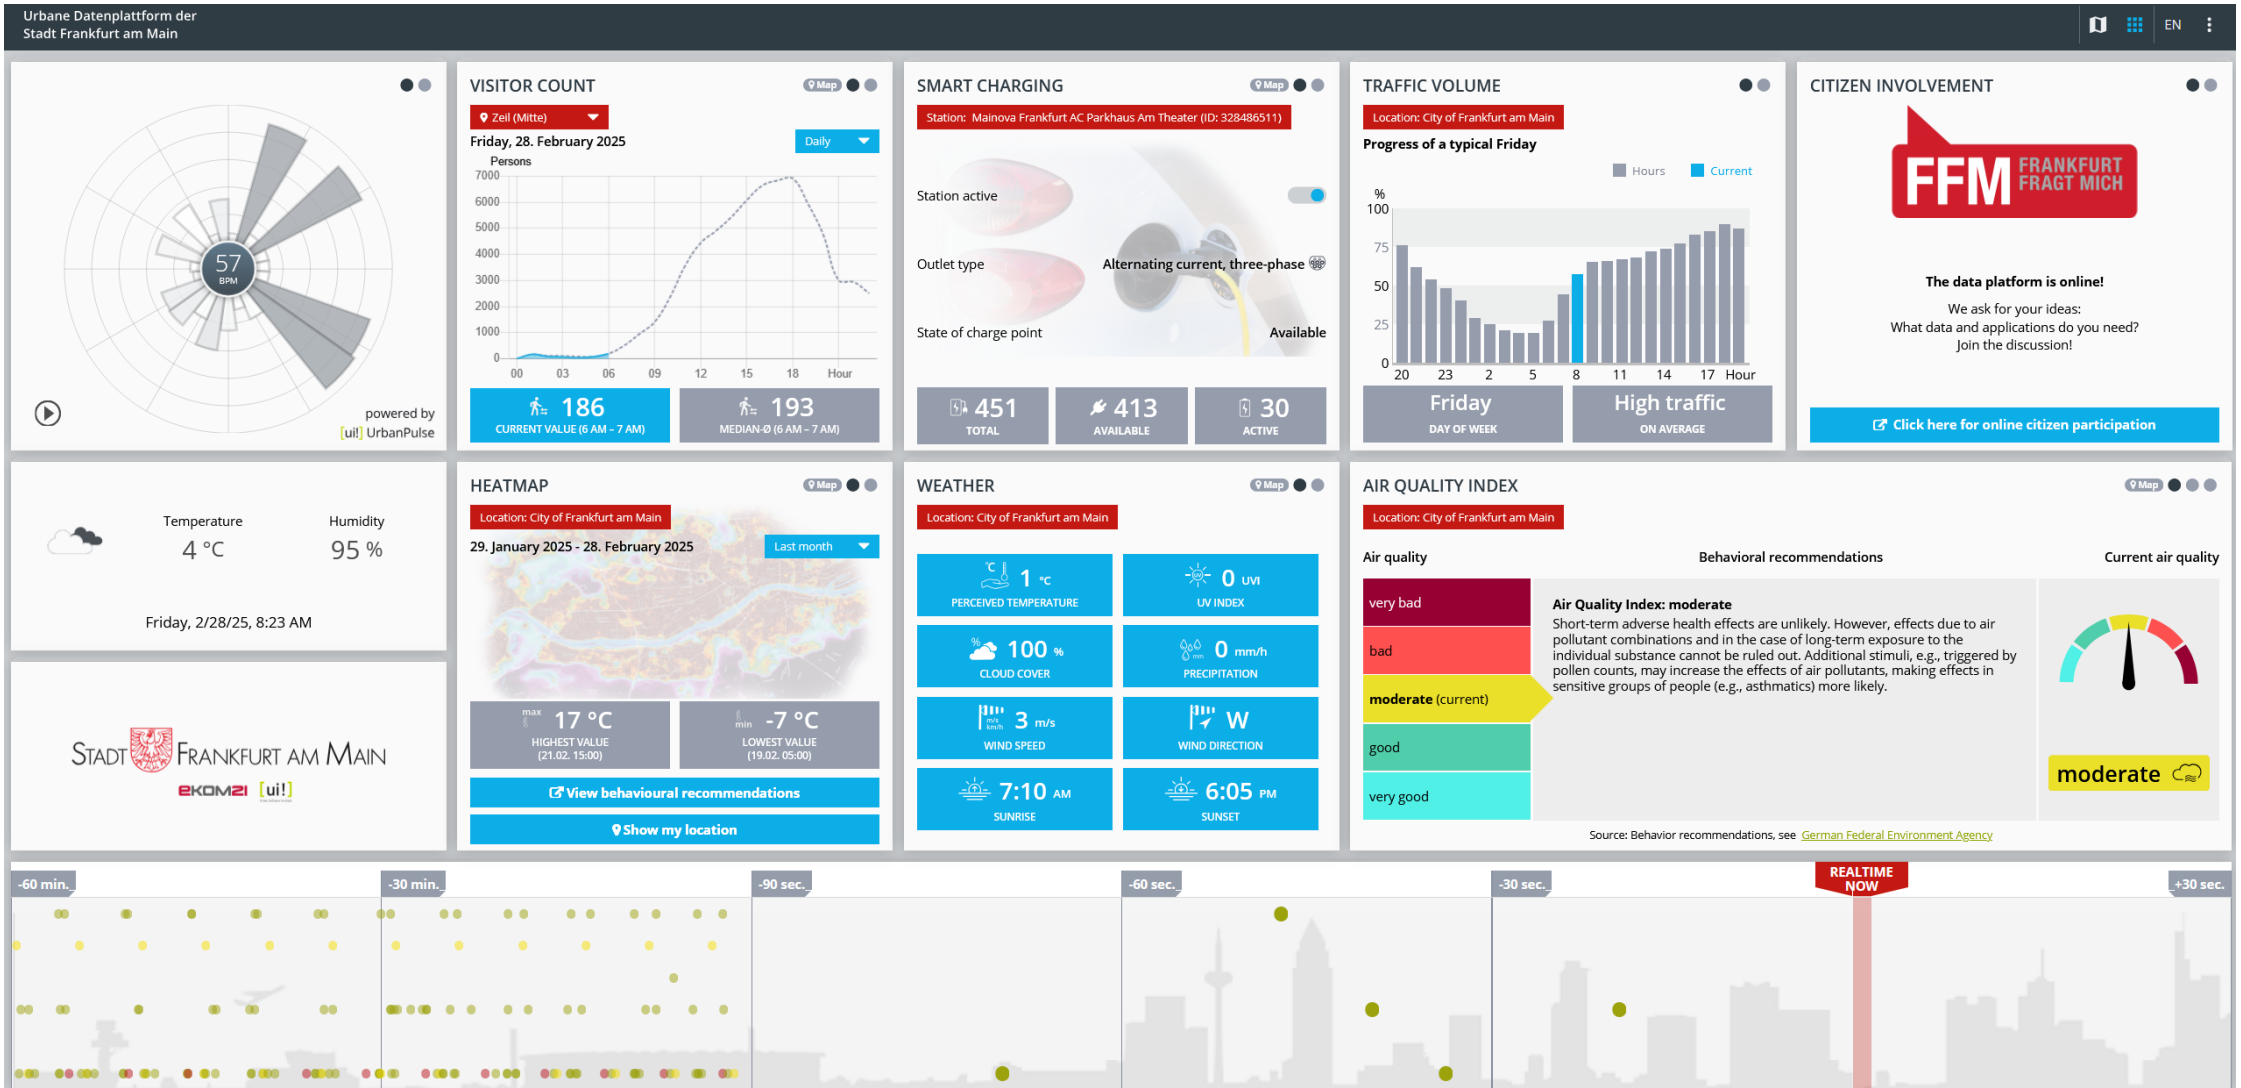 Urbane Datenplattform der
Stadt Frankfurt am Main
EN
57
BPM
powered by
[ui!] UrbanPulse
VISITOR COUNT
Map
Zeil (Mitte)
Friday, 28. February 2025
Daily
Persons
7000
6000
5000
4000
3000
2000
1000
0
00 03 06 09 12 15 18 Hour
186
CURRENT VALUE (6 AM – 7 AM)
193
MEDIAN-Ø (6 AM – 7 AM)
SMART CHARGING
Map
Station: Mainova Frankfurt AC Parkhaus Am Theater (ID: 328486511)
Station active
Outlet type
Alternating current, three-phase
State of charge point
Available
451
TOTAL
413
AVAILABLE
30
ACTIVE
TRAFFIC VOLUME
Location: City of Frankfurt am Main
Progress of a typical Friday
Hours Current
%
100
75
50
25
0
20 23 2 5 8 11 14 17 Hour
Friday
DAY OF WEEK
High traffic
ON AVERAGE
CITIZEN INVOLVEMENT
FFM FRANKFURT
FRAGT MICH
The data platform is online!
We ask for your ideas:
What data and applications do you need?
Join the discussion!
Click here for online citizen participation
Temperature
4 °C
Humidity
95 %
Friday, 2/28/25, 8:23 AM
STADT FRANKFURT AM MAIN
ekom21 [ui!]
HEATMAP
Map
Location: City of Frankfurt am Main
29. January 2025 - 28. February 2025
Last month
max
17 °C
HIGHEST VALUE
(21.02. 15:00)
min
-7 °C
LOWEST VALUE
(19.02. 05:00)
View behavioural recommendations
Show my location
WEATHER
Map
Location: City of Frankfurt am Main
°C
1 °C
PERCEIVED TEMPERATURE
UV
0 UVI
UV INDEX
%
100 %
CLOUD COVER
mm
0 mm/h
PRECIPITATION
m/s
km/h
3 m/s
WIND SPEED
W
WIND DIRECTION
7:10 AM
SUNRISE
6:05 PM
SUNSET
AIR QUALITY INDEX
Map
Location: City of Frankfurt am Main
Air quality
Behavioral recommendations
Current air quality
very bad
bad
moderate (current)
good
very good
Air Quality Index: moderate
Short-term adverse health effects are unlikely. However, effects due to air
pollutant combinations and in the case of long-term exposure to the
individual substance cannot be ruled out. Additional stimuli, e.g., triggered by
pollen counts, may increase the effects of air pollutants, making effects in
sensitive groups of people (e.g., asthmatics) more likely.
moderate
Source: Behavior recommendations, see German Federal Environment Agency
-60 min.
-30 min.
-90 sec.
-60 sec.
-30 sec.
REALTIME
NOW
+30 sec.